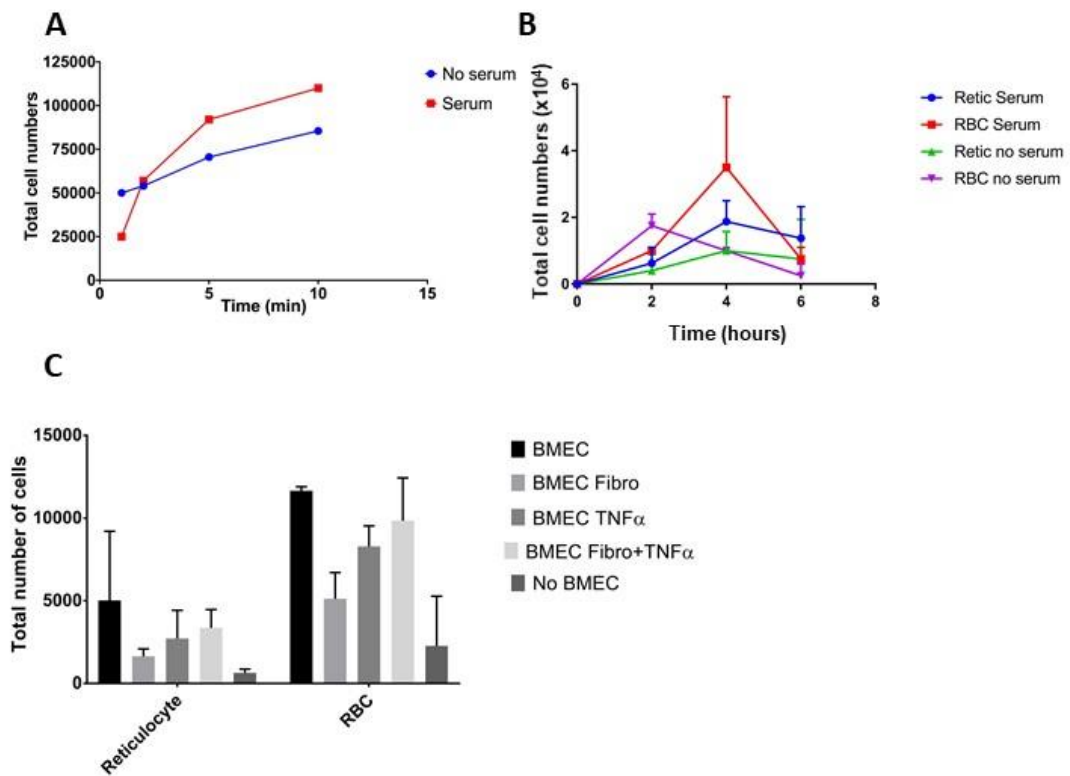 A
Total cell numbers
125000
100000
75000
50000
25000
0
0
5
10
15
Time (min)
No serum
Serum
B
Total cell numbers (x10⁴)
6
4
2
0
0
2
4
6
8
Time (hours)
Retic Serum
RBC Serum
Retic no serum
RBC no serum
C
Total number of cells
15000
10000
5000
0
Reticulocyte
RBC
BMEC
BMEC Fibro
BMEC TNFα
BMEC Fibro+TNFα
No BMEC